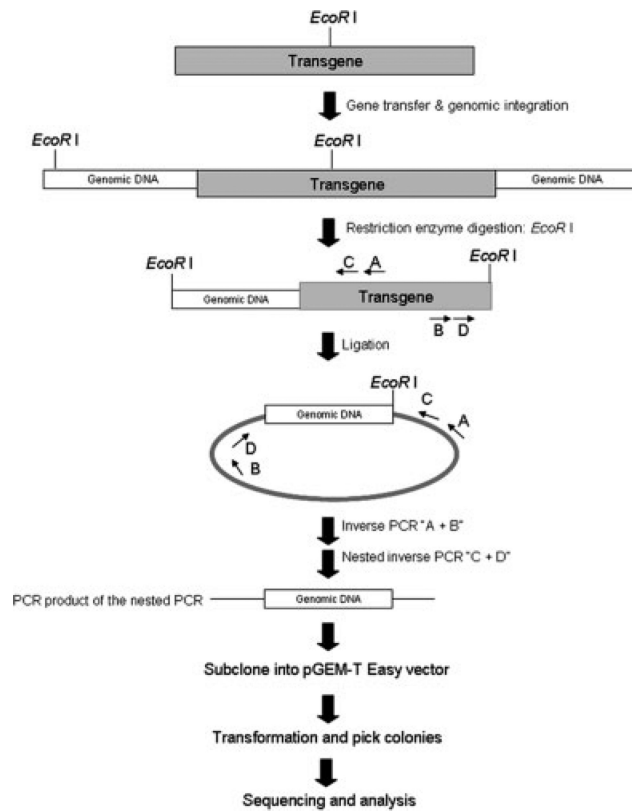 EcoR I
Transgene
Gene transfer & genomic integration
EcoR I
EcoR I
Genomic DNA
Transgene
Genomic DNA
Restriction enzyme digestion: EcoR I
EcoR I
C A
EcoR I
Genomic DNA
Transgene
B D
Ligation
EcoR I
Genomic DNA
C
A
D
B
Inverse PCR "A + B"
Nested inverse PCR "C + D"
PCR product of the nested PCR
Genomic DNA
Subclone into pGEM-T Easy vector
Transformation and pick colonies
Sequencing and analysis